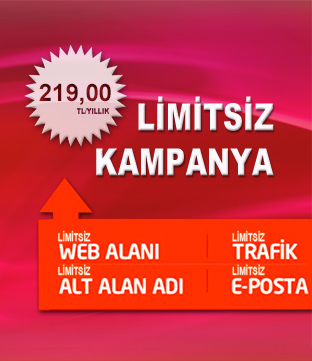 219,00
TL/YILLIK
LİMİTSİZ
KAMPANYA
LİMİTSİZ
WEB ALANI
LİMİTSİZ
TRAFİK
LİMİTSİZ
ALT ALAN ADI
LİMİTSİZ
E-POSTA